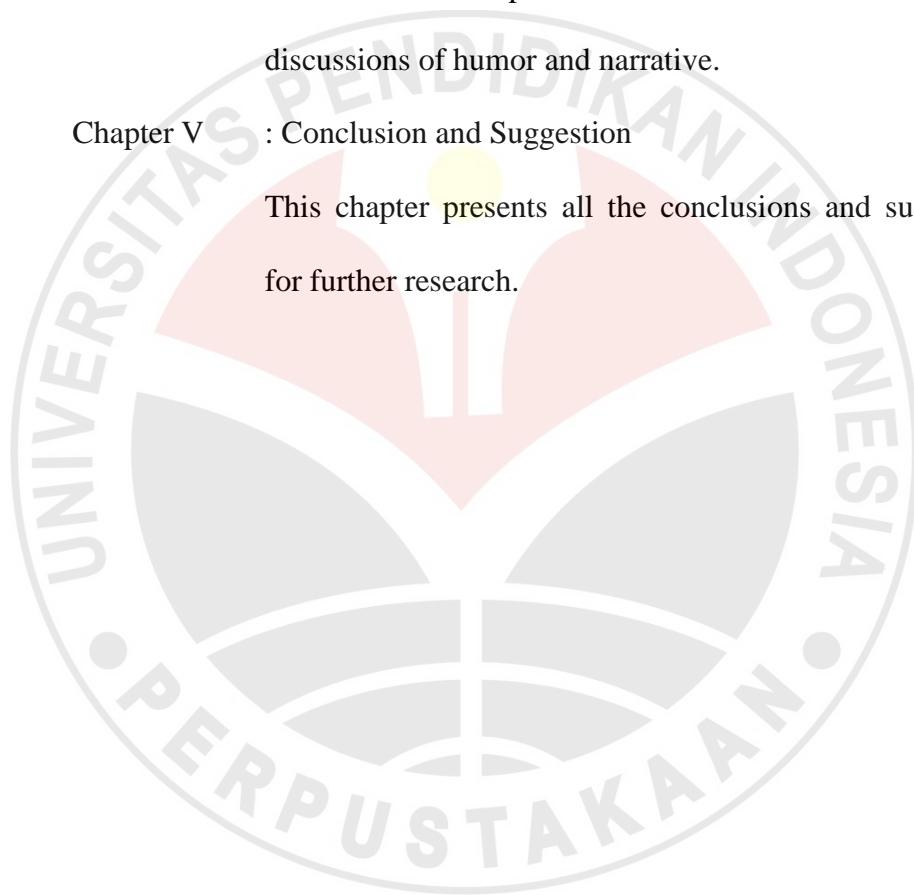 discussions of humor and narrative.
Chapter V : Conclusion and Suggestion
This chapter presents all the conclusions and su
for further research.
UNIVERSITAS PENDIDIKAN INDONESIA
PERPUSTAKAAN